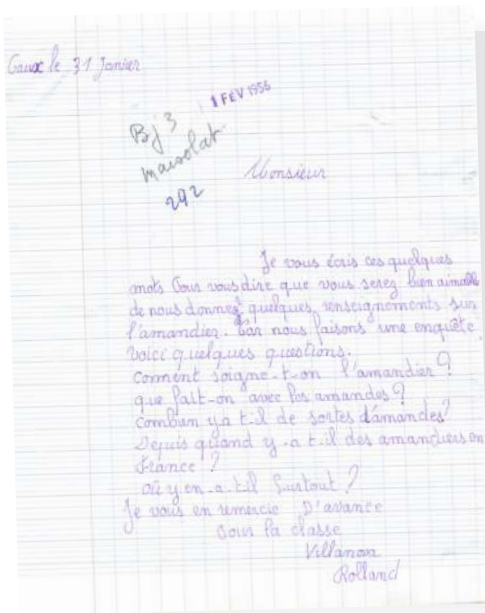 Caux le 31 Janvier
1 FEV 1956
Bj 3
292
Monsieur
Je vous écris ces quelques
mots Pour vous dire que vous serez bien aimable
de nous donner quelques renseignements sur
l'amandier. Car nous faisons une enquête
voici quelques questions.
comment soigne-t-on l'amandier ?
que fait-on avec les amandes ?
combien y a t-il de sortes d'amandes ?
Depuis quand y-a t-il des amandiers en
France ?
où y en-a-t-il Surtout ?
Je vous en remercie D'avance
Pour la classe
Villanova
Rolland